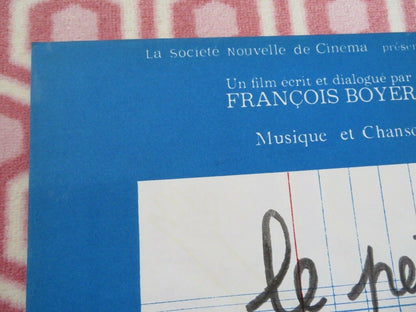 La Société Nouvelle de Cinema présen
Un film écrit et dialogué par
FRANÇOIS BOYER
Musique et Chanso
le pe